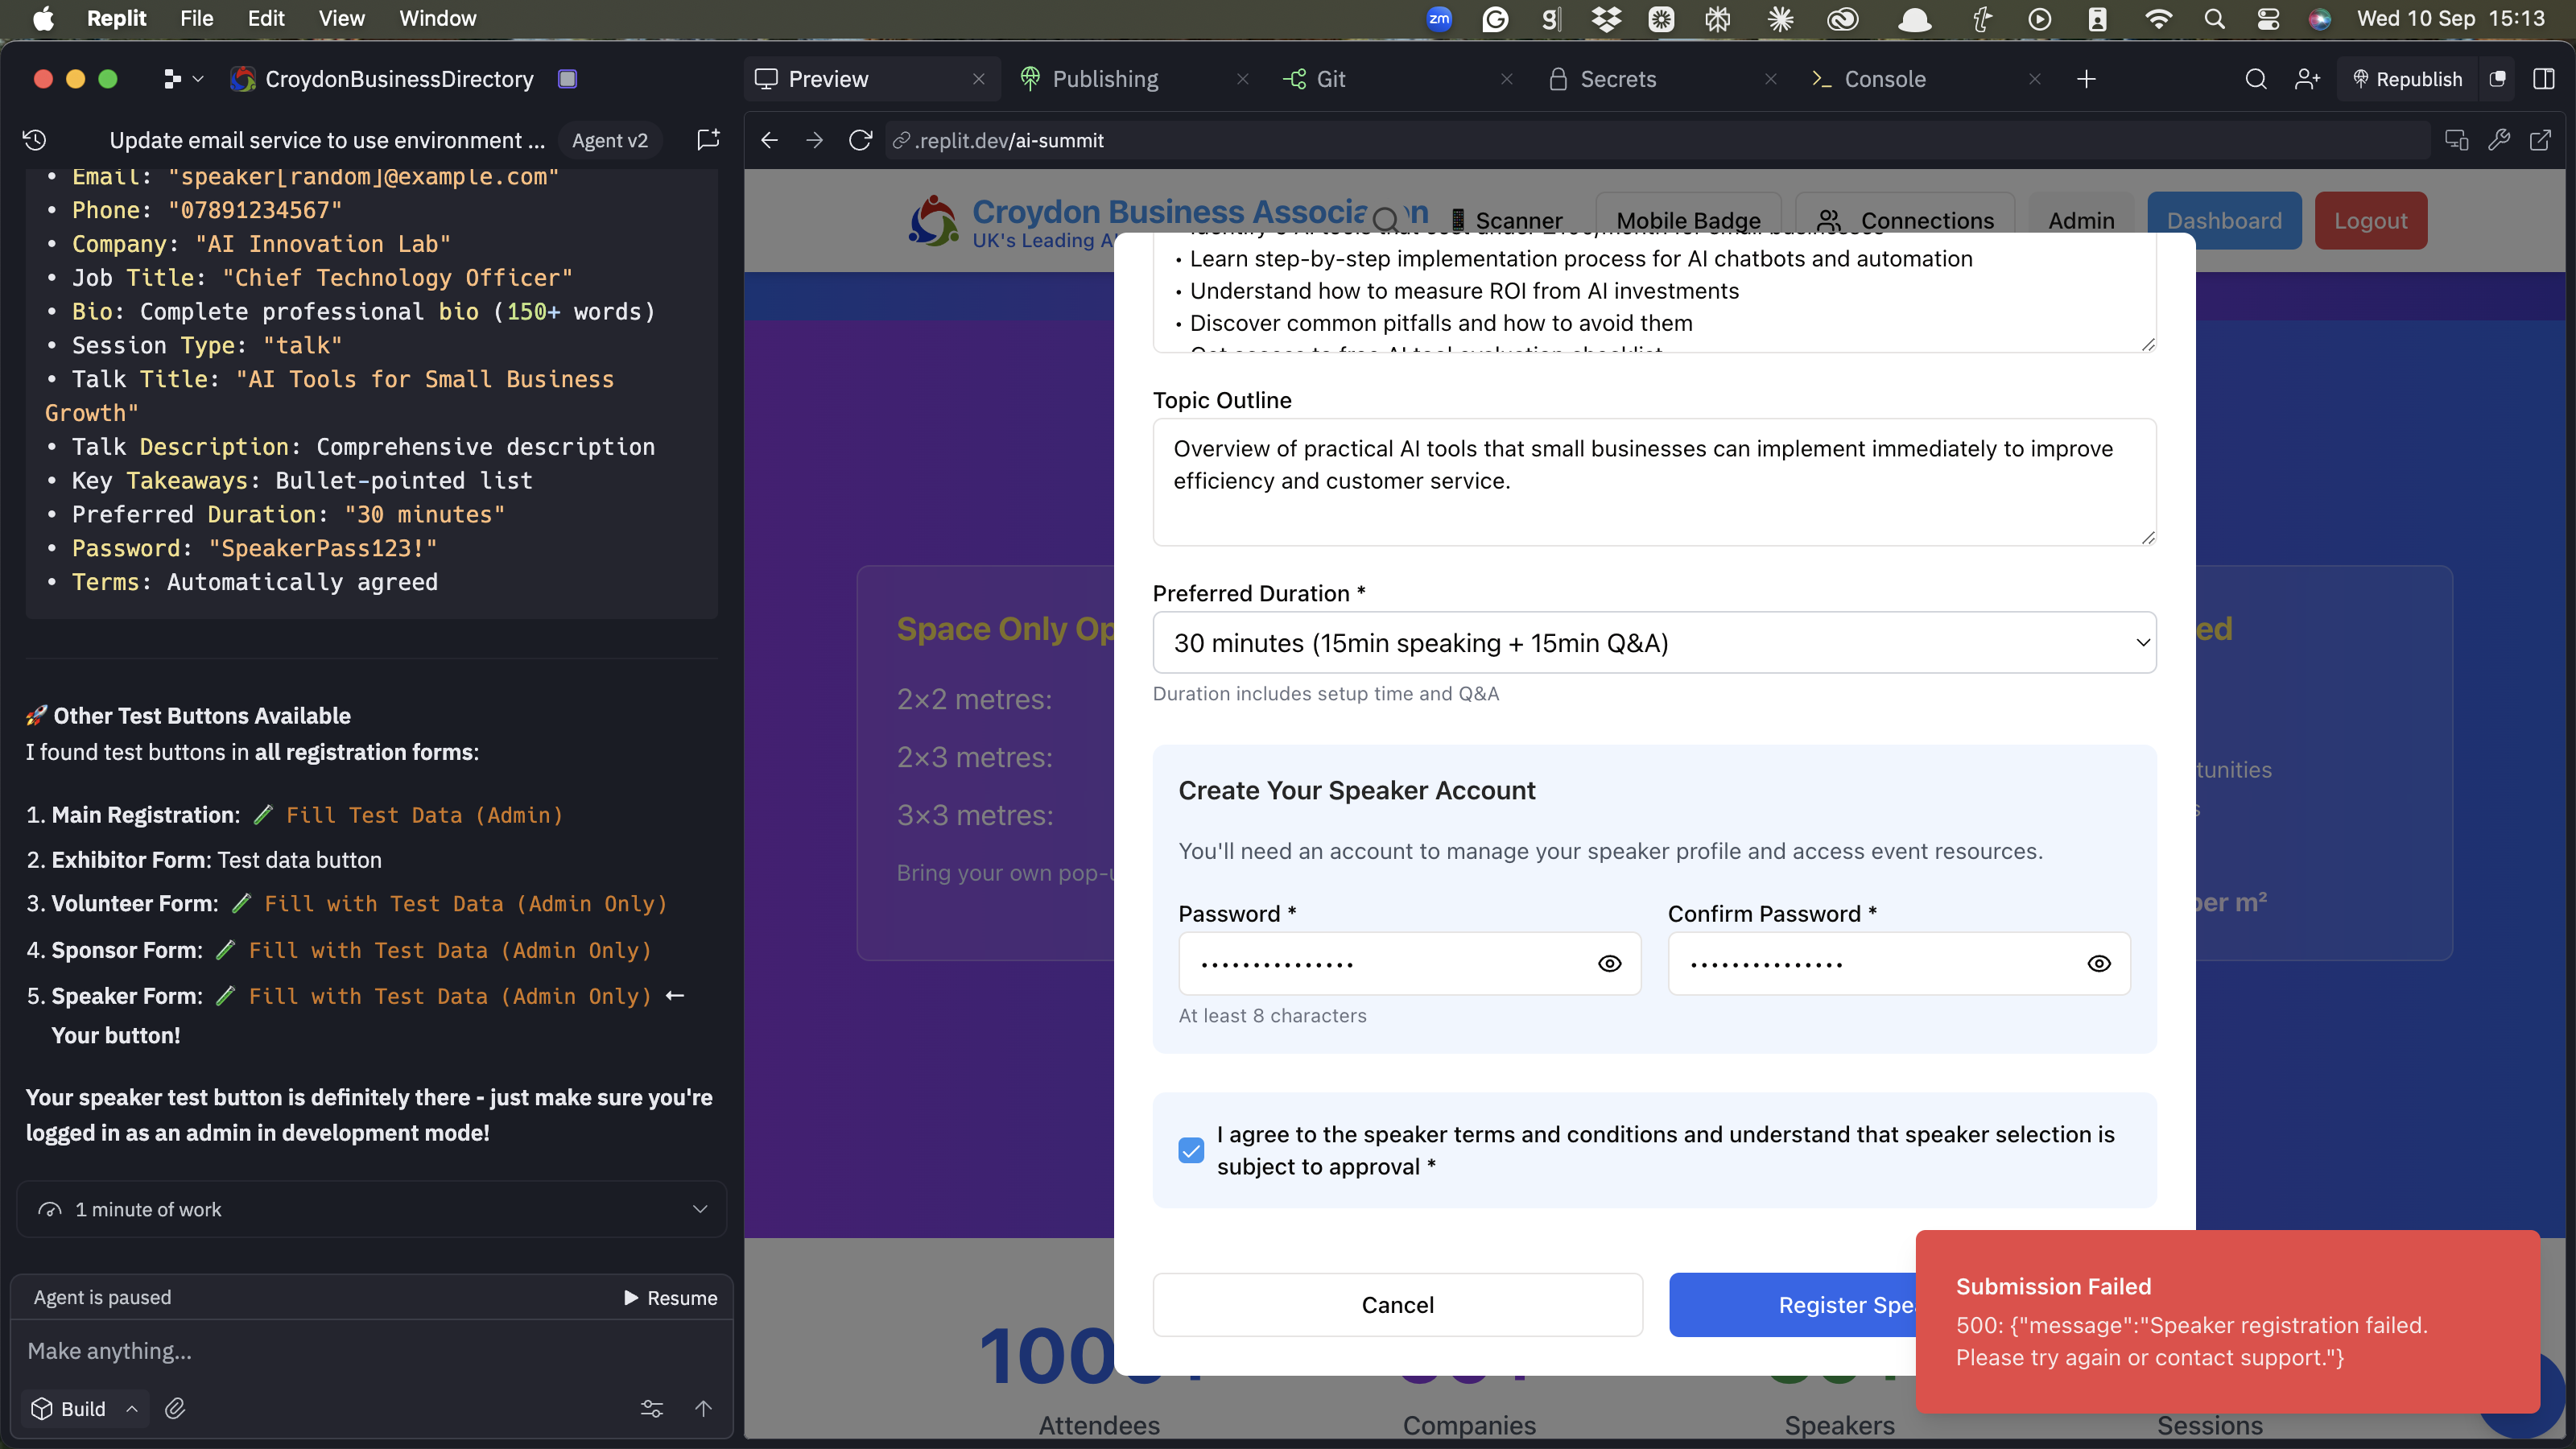 Replit File Edit View Window
zm
Wed 10 Sep 15:13
CroydonBusinessDirectory
Preview
Publishing
Git
Secrets
Console
Republish
Update email service to use environment ...
Agent v2
.replit.dev/ai-summit
• Email: "speaker[random]@example.com"
• Phone: "07891234567"
• Company: "AI Innovation Lab"
• Job Title: "Chief Technology Officer"
• Bio: Complete professional bio (150+ words)
• Session Type: "talk"
• Talk Title: "AI Tools for Small Business
Growth"
• Talk Description: Comprehensive description
• Key Takeaways: Bullet-pointed list
• Preferred Duration: "30 minutes"
• Password: "SpeakerPass123!"
• Terms: Automatically agreed
🚀 Other Test Buttons Available
I found test buttons in all registration forms:
1. Main Registration: 🧪 Fill Test Data (Admin)
2. Exhibitor Form: Test data button
3. Volunteer Form: 🧪 Fill with Test Data (Admin Only)
4. Sponsor Form: 🧪 Fill with Test Data (Admin Only)
5. Speaker Form: 🧪 Fill with Test Data (Admin Only) ←
Your button!
Your speaker test button is definitely there - just make sure you're
logged in as an admin in development mode!
1 minute of work
Agent is paused
Resume
Make anything...
Build
Croydon Business Associa
UK's Leading A
Scanner
Mobile Badge
Connections
Admin
Dashboard
Logout
• Learn step-by-step implementation process for AI chatbots and automation
• Understand how to measure ROI from AI investments
• Discover common pitfalls and how to avoid them
Topic Outline
Overview of practical AI tools that small businesses can implement immediately to improve
efficiency and customer service.
Preferred Duration *
30 minutes (15min speaking + 15min Q&A)
Duration includes setup time and Q&A
Create Your Speaker Account
You'll need an account to manage your speaker profile and access event resources.
Password *
Confirm Password *
At least 8 characters
I agree to the speaker terms and conditions and understand that speaker selection is
subject to approval *
Cancel
Register Spea
Submission Failed
500: {"message":"Speaker registration failed.
Please try again or contact support."}
Space Only Op
2×2 metres:
2×3 metres:
3×3 metres:
Bring your own pop-u
ed
tunities
s
per m²
Attendees
Companies
Speakers
Sessions